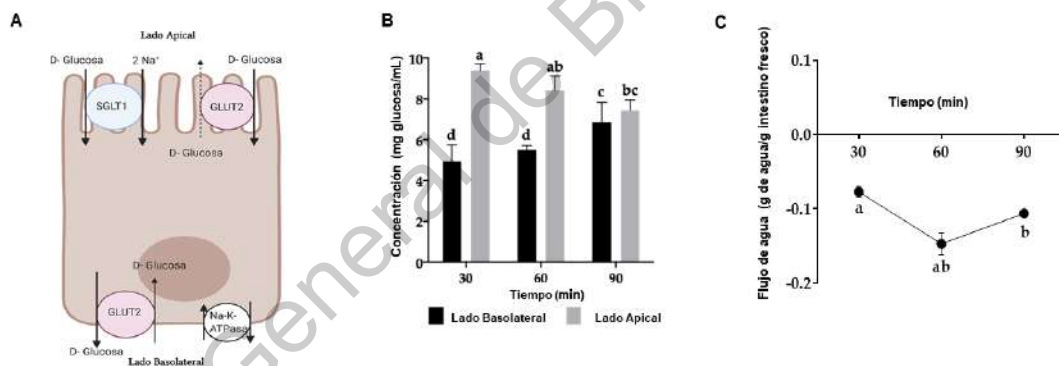 A
Lado Apical
D- Glucosa
2 Na⁺
D- Glucosa
SGLT1
GLUT2
D- Glucosa
D- Glucosa
GLUT2
Na-K-
ATPasa
D- Glucosa
Lado Basolateral
B
Concentración (mg glucosa/mL)
10
8
6
4
2
0
a
ab
c
bc
d
d
30
60
90
Tiempo (min)
Lado Basolateral
Lado Apical
C
Flujo de agua (g de agua/g intestino fresco)
0.1
0.0
-0.1
-0.2
Tiempo (min)
30
60
90
a
ab
b
General de